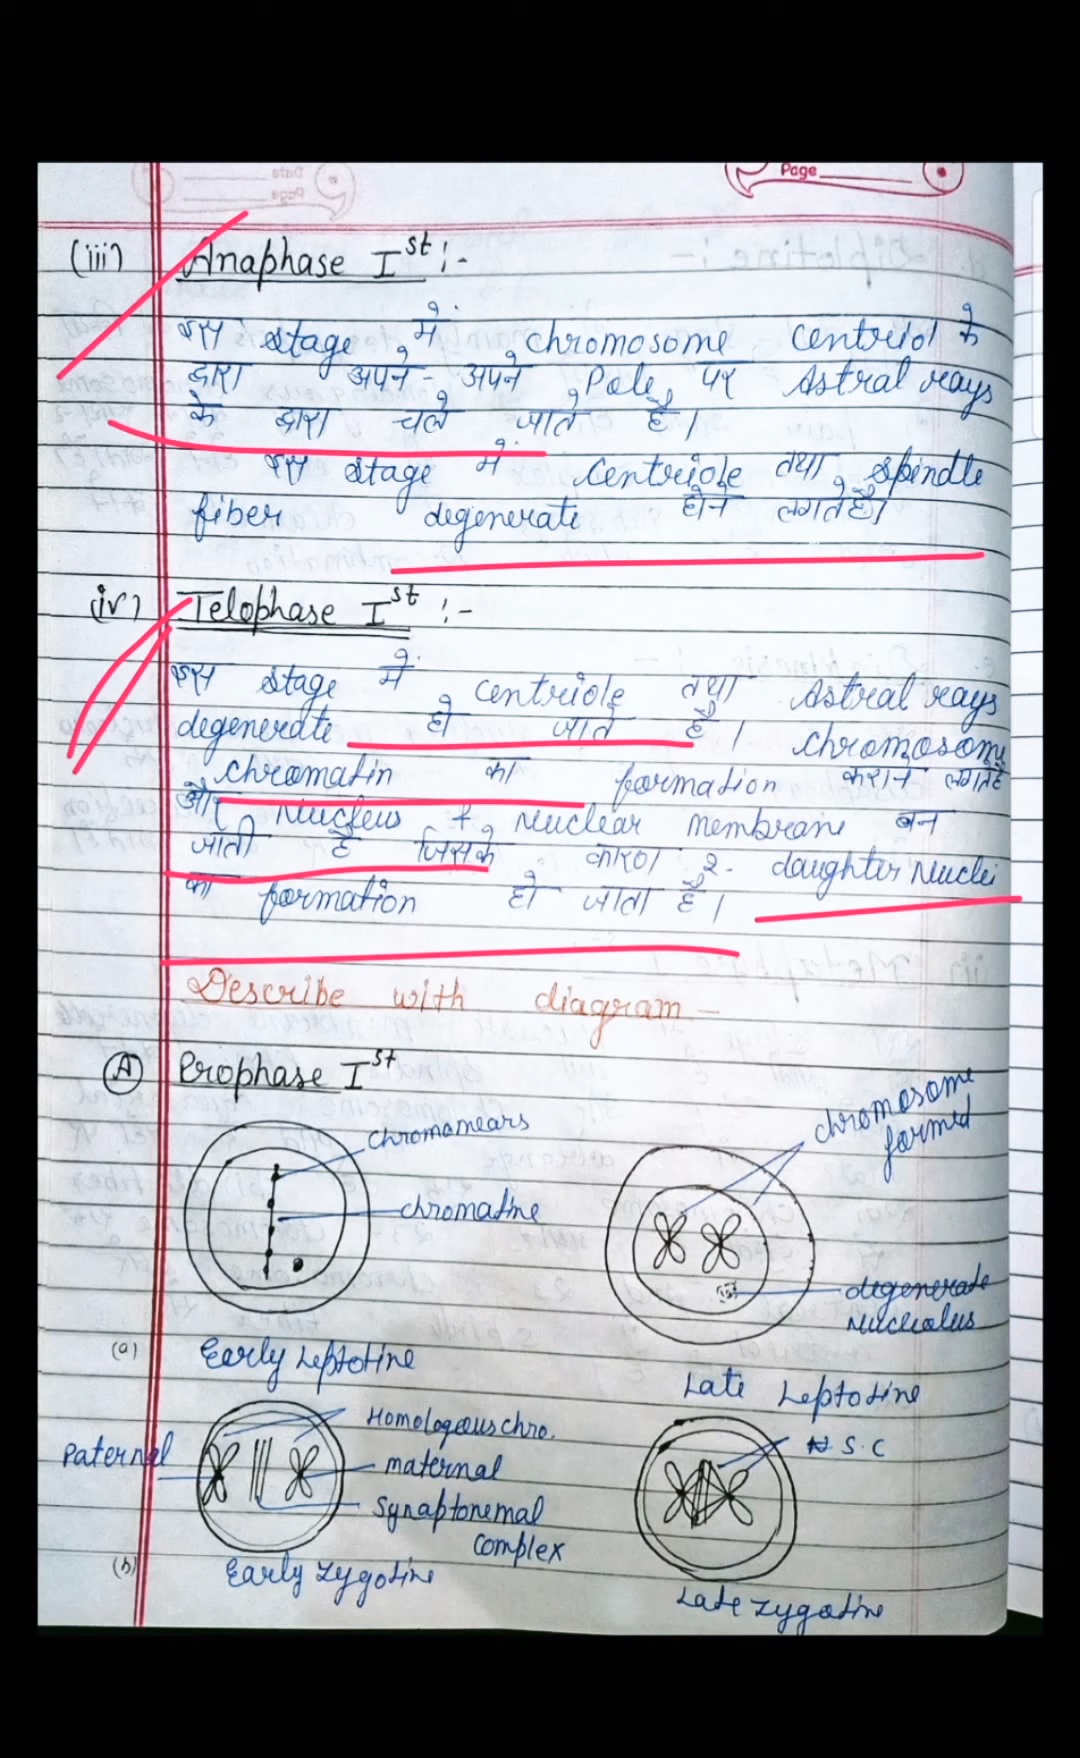 Page
(iii) Anaphase Ist :-
इस stage में chromosome centriol के
द्वारा अपने-अपने Pole पर Astral rays
के द्वारा चले जाते है।
इस stage में centriole तथा spindle
fiber degenerate होने लगते है।
(iv) Telophase Ist :-
इस stage में centriole तथा Astral rays
degenerate हो जाते है। chromosome
chromatin का formation कराने लगते है
और Nucleus + Nuclear membrane बन
जाती है जिसके कारण 2- daughter Nuclei
का formation हो जाता है।
Describe with diagram -
(A) Prophase Ist
chromomears
chromosome
formed
chromatine
degenerate
Nucleolus
(a) Early Leptotine
Late Leptotine
Homologous chro.
Paternal
maternal
Synaptonemal
complex
S.C
(b) Early zygotine
Late zygotine